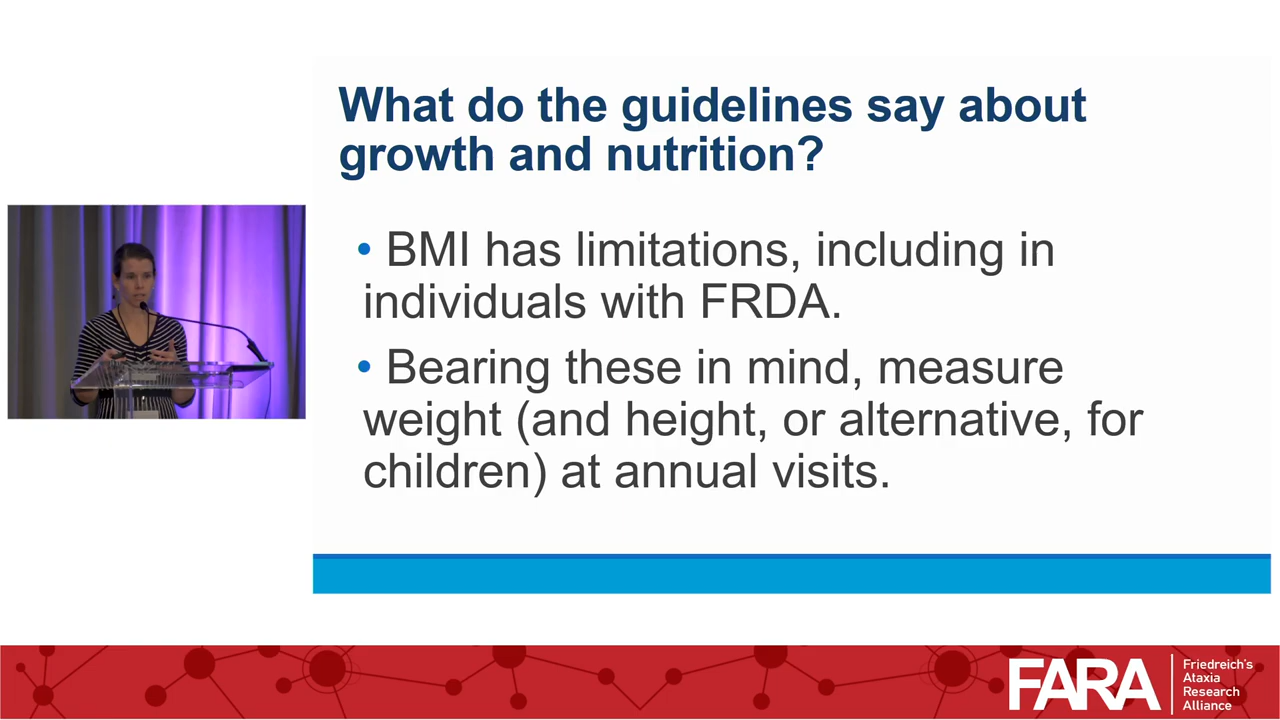 What do the guidelines say about
growth and nutrition?
• BMI has limitations, including in
individuals with FRDA.
• Bearing these in mind, measure
weight (and height, or alternative, for
children) at annual visits.
FARA
Friedreich's
Ataxia
Research
Alliance